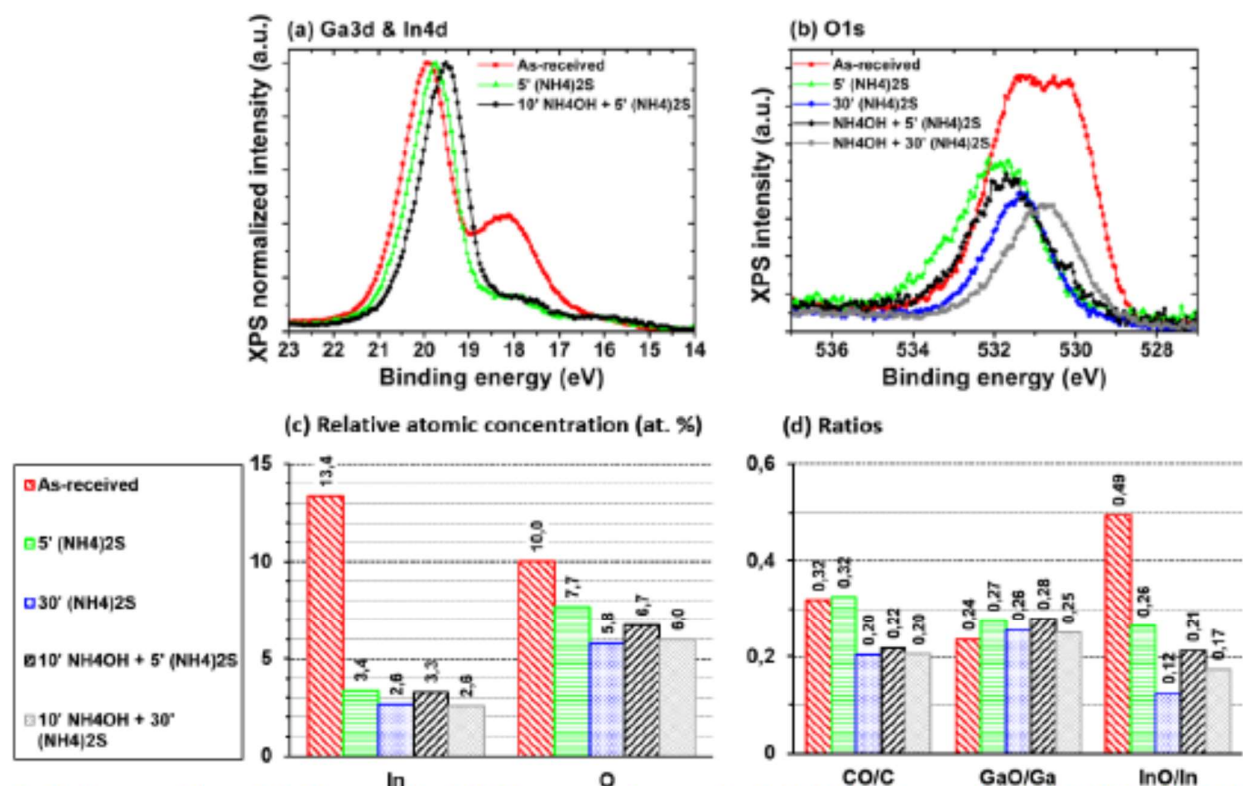 (a) Ga3d & In4d
As-received
5' (NH4)2S
10' NH4OH + 5' (NH4)2S
XPS normalized intensity (a.u.)
23 22 21 20 19 18 17 16 15 14
Binding energy (eV)
(b) O1s
As-received
5' (NH4)2S
30' (NH4)2S
NH4OH + 5' (NH4)2S
NH4OH + 30' (NH4)2S
XPS intensity (a.u.)
536 534 532 530 528
Binding energy (eV)
As-received
5' (NH4)2S
30' (NH4)2S
10' NH4OH + 5' (NH4)2S
10' NH4OH + 30'
(NH4)2S
(c) Relative atomic concentration (at. %)
15
10
5
0
13,4
3,4
2,6
3,3
2,6
10,0
7,7
5,8
6,7
6,0
In O
(d) Ratios
0,6
0,4
0,2
0
0,32
0,32
0,20
0,22
0,20
0,24
0,27
0,26
0,28
0,25
0,49
0,26
0,12
0,21
0,17
CO/C GaO/Ga InO/In